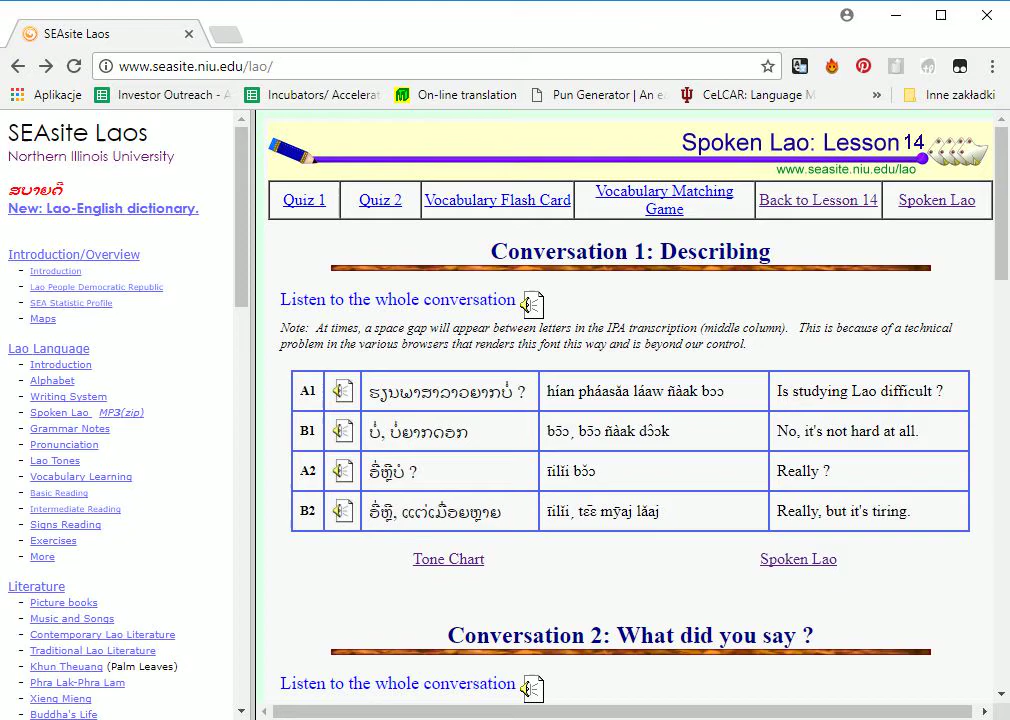 SEAsite Laos
www.seasite.niu.edu/lao/
Aplikacje
Investor Outreach - A
Incubators/ Accelerat
On-line translation
Pun Generator | An e
CeLCAR: Language M
»
Inne zakładki
SEAsite Laos
Northern Illinois University
ສບາຍດີ
New: Lao-English dictionary.
Introduction/Overview
- Introduction
- Lao People Democratic Republic
- SEA Statistic Profile
- Maps
Lao Language
- Introduction
- Alphabet
- Writing System
- Spoken Lao MP3(zip)
- Grammar Notes
- Pronunciation
- Lao Tones
- Vocabulary Learning
- Basic Reading
- Intermediate Reading
- Signs Reading
- Exercises
- More
Literature
- Picture books
- Music and Songs
- Contemporary Lao Literature
- Traditional Lao Literature
- Khun Theuang (Palm Leaves)
- Phra Lak-Phra Lam
- Xieng Mieng
- Buddha's Life
Spoken Lao: Lesson 14
www.seasite.niu.edu/lao
Quiz 1
Quiz 2
Vocabulary Flash Card
Vocabulary Matching
Game
Back to Lesson 14
Spoken Lao
Conversation 1: Describing
Listen to the whole conversation
Note: At times, a space gap will appear between letters in the IPA transcription (middle column). This is because of a technical
problem in the various browsers that renders this font this way and is beyond our control.
A1 ຮຽນພາສາລາວຍາກບໍ່ ? hían pháasǎa láaw ñàak bɔɔ Is studying Lao difficult ?
B1 ບໍ່, ບໍ່ຍາກດອກ bɔ̄ɔ, bɔ̄ɔ ñàak dɔ̂ɔk No, it's not hard at all.
A2 ອີ່ຫຼີບໍ ? īilǐi bɔ̌ɔ Really ?
B2 ອີ່ຫຼີ, ແຕ່ເມື່ອຍຫຼາຍ īilǐi, tɛ̄ɛ mȳaj lǎaj Really, but it's tiring.
Tone Chart
Spoken Lao
Conversation 2: What did you say ?
Listen to the whole conversation